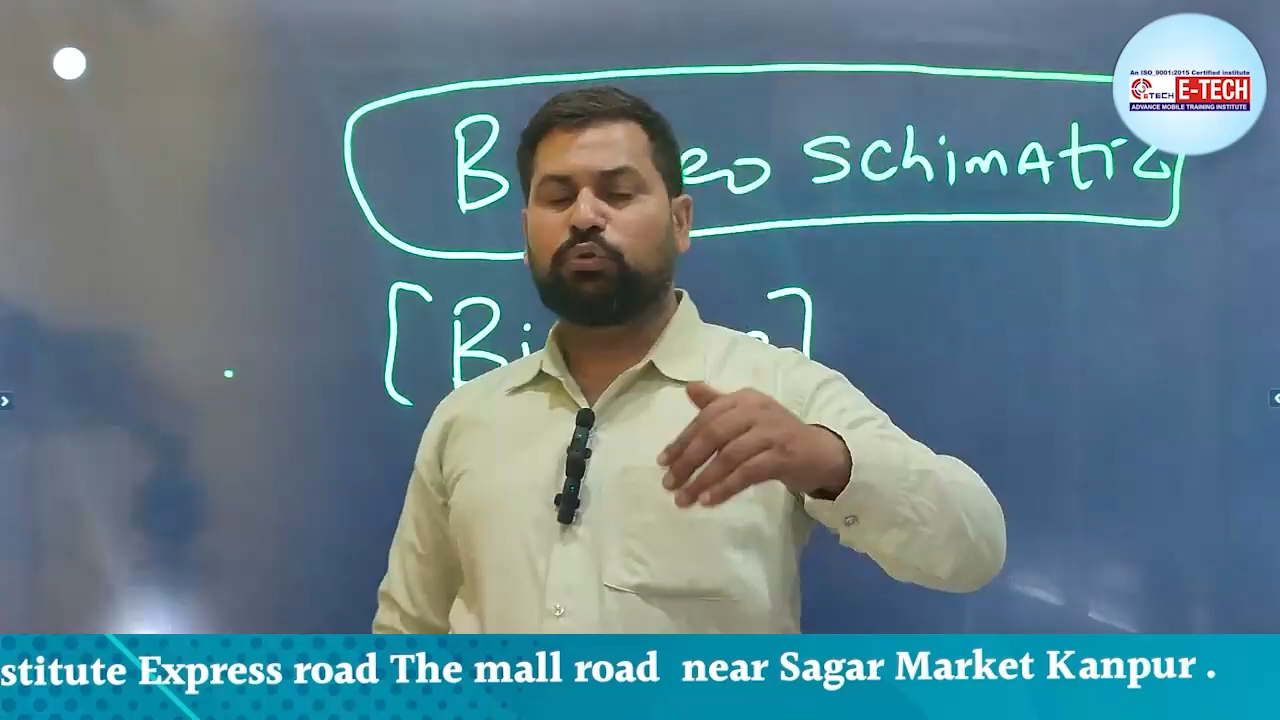 An ISO 9001:2015 Certified institute
ETECH E-TECH
ADVANCE MOBILE TRAINING INSTITUTE
schimatic
stitute Express road The mall road near Sagar Market Kanpur .